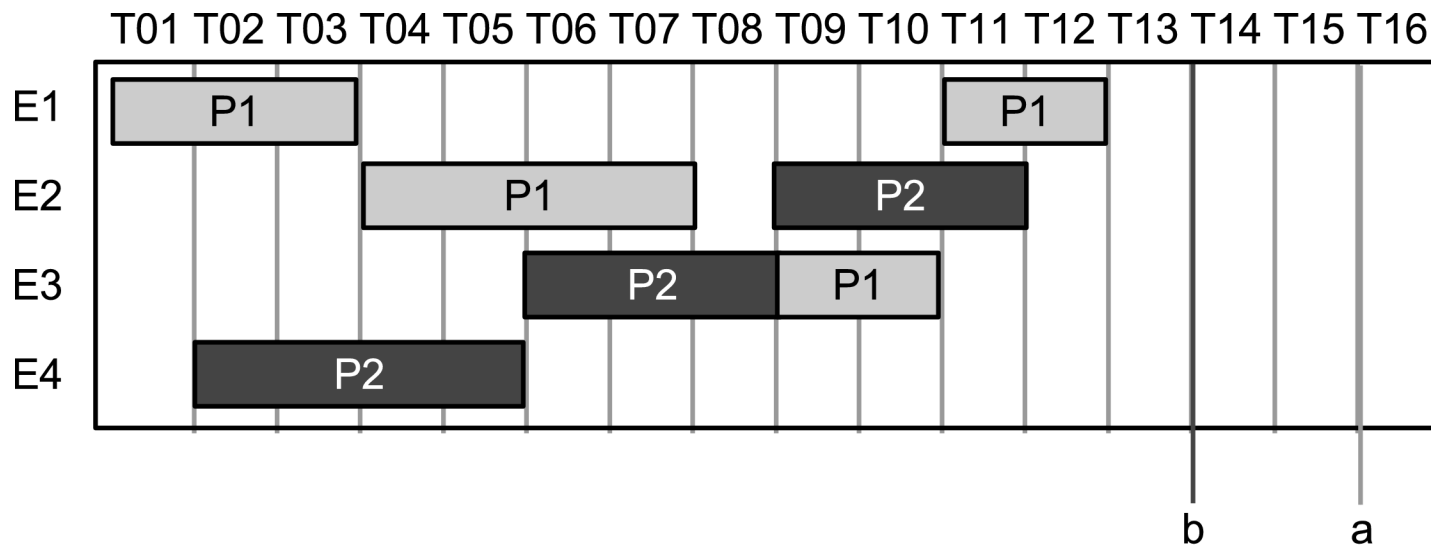 T01 T02 T03 T04 T05 T06 T07 T08 T09 T10 T11 T12 T13 T14 T15 T16
E1 P1 P1
E2 P1 P2
E3 P2 P1
E4 P2
b a